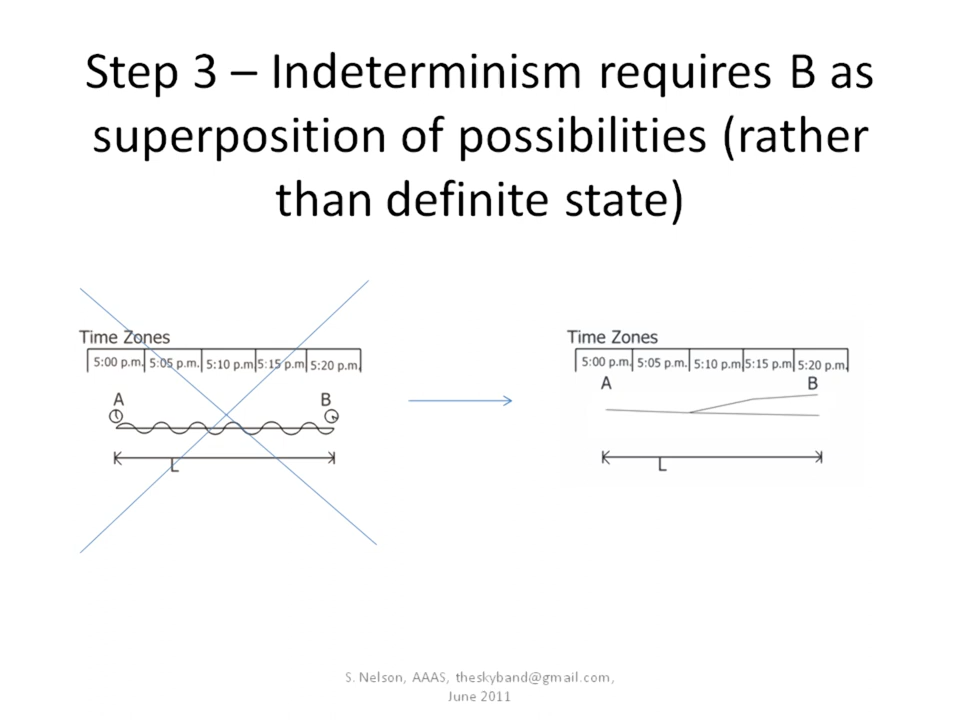 Step 3 – Indeterminism requires B as
superposition of possibilities (rather
than definite state)
Time Zones
5:00 p.m. 5:05 p.m. 5:10 p.m 5:15 p.m 5:20 p.m.
A B
L
Time Zones
5:00 p.m. 5:05 p.m. 5:10 p.m 5:15 p.m 5:20 p.m.
A B
L
S. Nelson, AAAS, theskyband@gmail.com,
June 2011